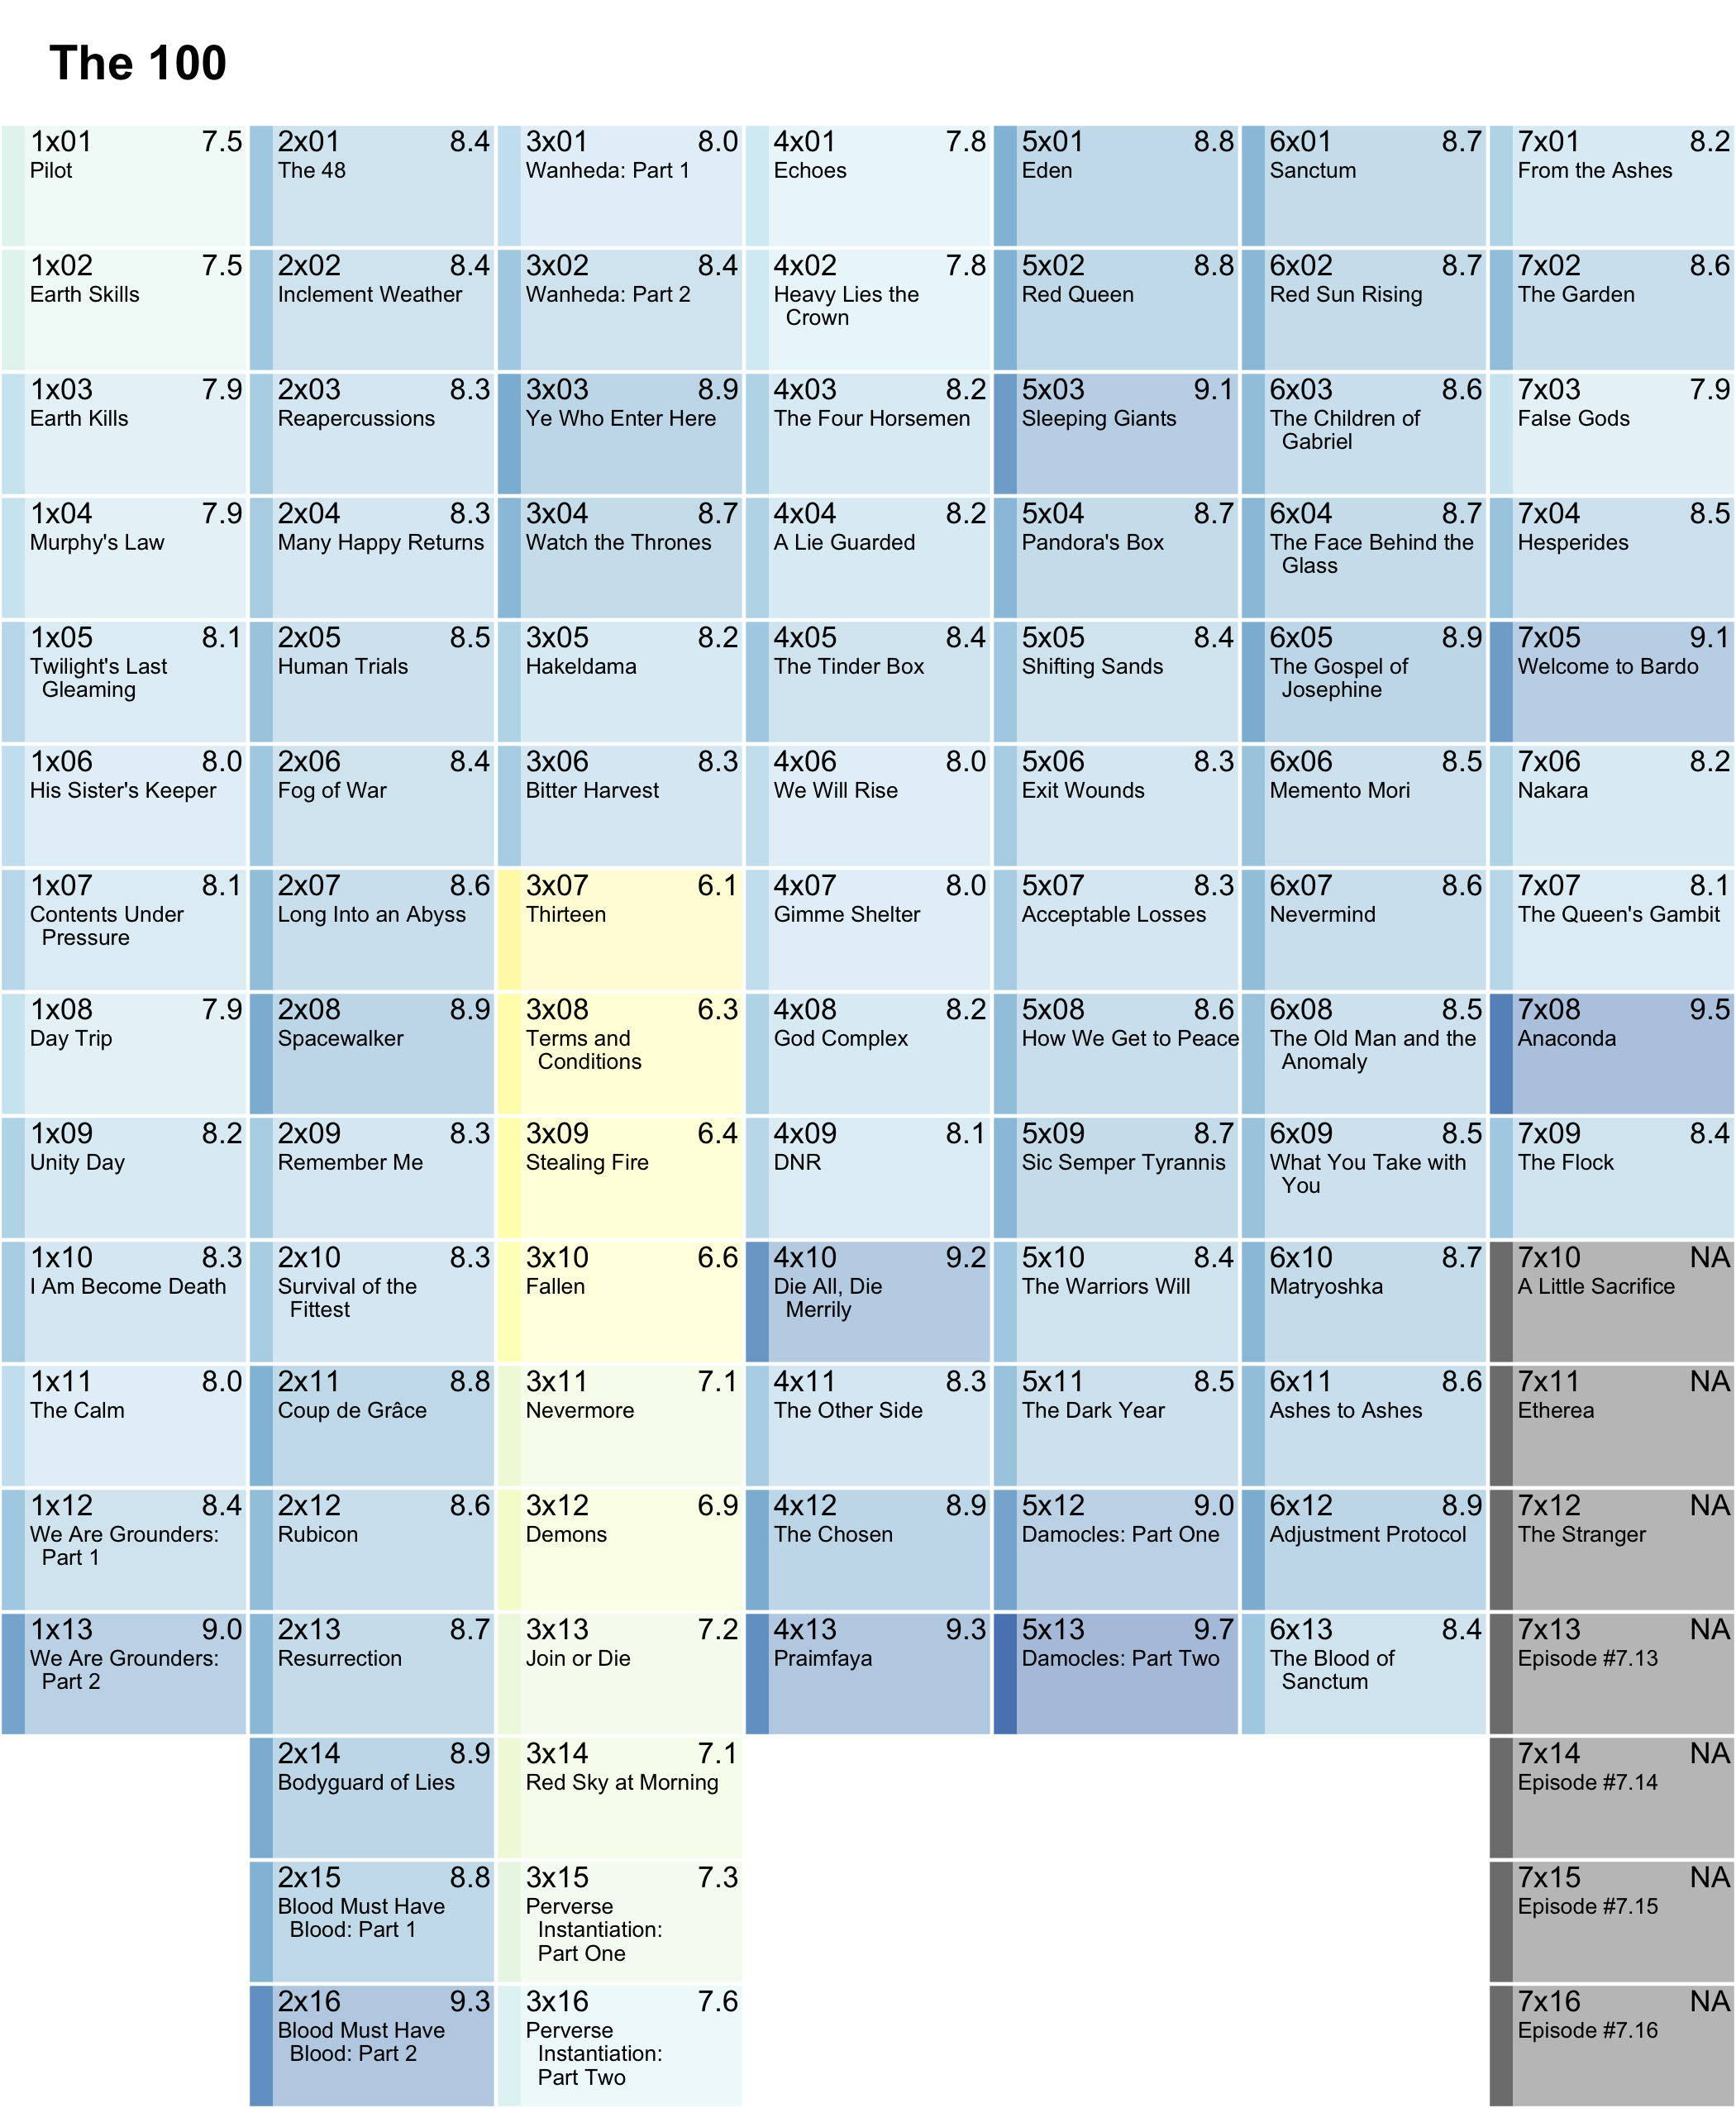 The 100
1x01 7.5
Pilot
1x02 7.5
Earth Skills
1x03 7.9
Earth Kills
1x04 7.9
Murphy's Law
1x05 8.1
Twilight's Last
Gleaming
1x06 8.0
His Sister's Keeper
1x07 8.1
Contents Under
Pressure
1x08 7.9
Day Trip
1x09 8.2
Unity Day
1x10 8.3
I Am Become Death
1x11 8.0
The Calm
1x12 8.4
We Are Grounders:
Part 1
1x13 9.0
We Are Grounders:
Part 2
2x01 8.4
The 48
2x02 8.4
Inclement Weather
2x03 8.3
Reapercussions
2x04 8.3
Many Happy Returns
2x05 8.5
Human Trials
2x06 8.4
Fog of War
2x07 8.6
Long Into an Abyss
2x08 8.9
Spacewalker
2x09 8.3
Remember Me
2x10 8.3
Survival of the
Fittest
2x11 8.8
Coup de Grâce
2x12 8.6
Rubicon
2x13 8.7
Resurrection
2x14 8.9
Bodyguard of Lies
2x15 8.8
Blood Must Have
Blood: Part 1
2x16 9.3
Blood Must Have
Blood: Part 2
3x01 8.0
Wanheda: Part 1
3x02 8.4
Wanheda: Part 2
3x03 8.9
Ye Who Enter Here
3x04 8.7
Watch the Thrones
3x05 8.2
Hakeldama
3x06 8.3
Bitter Harvest
3x07 6.1
Thirteen
3x08 6.3
Terms and
Conditions
3x09 6.4
Stealing Fire
3x10 6.6
Fallen
3x11 7.1
Nevermore
3x12 6.9
Demons
3x13 7.2
Join or Die
3x14 7.1
Red Sky at Morning
3x15 7.3
Perverse
Instantiation:
Part One
3x16 7.6
Perverse
Instantiation:
Part Two
4x01 7.8
Echoes
4x02 7.8
Heavy Lies the
Crown
4x03 8.2
The Four Horsemen
4x04 8.2
A Lie Guarded
4x05 8.4
The Tinder Box
4x06 8.0
We Will Rise
4x07 8.0
Gimme Shelter
4x08 8.2
God Complex
4x09 8.1
DNR
4x10 9.2
Die All, Die
Merrily
4x11 8.3
The Other Side
4x12 8.9
The Chosen
4x13 9.3
Praimfaya
5x01 8.8
Eden
5x02 8.8
Red Queen
5x03 9.1
Sleeping Giants
5x04 8.7
Pandora's Box
5x05 8.4
Shifting Sands
5x06 8.3
Exit Wounds
5x07 8.3
Acceptable Losses
5x08 8.6
How We Get to Peace
5x09 8.7
Sic Semper Tyrannis
5x10 8.4
The Warriors Will
5x11 8.5
The Dark Year
5x12 9.0
Damocles: Part One
5x13 9.7
Damocles: Part Two
6x01 8.7
Sanctum
6x02 8.7
Red Sun Rising
6x03 8.6
The Children of
Gabriel
6x04 8.7
The Face Behind the
Glass
6x05 8.9
The Gospel of
Josephine
6x06 8.5
Memento Mori
6x07 8.6
Nevermind
6x08 8.5
The Old Man and the
Anomaly
6x09 8.5
What You Take with
You
6x10 8.7
Matryoshka
6x11 8.6
Ashes to Ashes
6x12 8.9
Adjustment Protocol
6x13 8.4
The Blood of
Sanctum
7x01 8.2
From the Ashes
7x02 8.6
The Garden
7x03 7.9
False Gods
7x04 8.5
Hesperides
7x05 9.1
Welcome to Bardo
7x06 8.2
Nakara
7x07 8.1
The Queen's Gambit
7x08 9.5
Anaconda
7x09 8.4
The Flock
7x10 NA
A Little Sacrifice
7x11 NA
Etherea
7x12 NA
The Stranger
7x13 NA
Episode #7.13
7x14 NA
Episode #7.14
7x15 NA
Episode #7.15
7x16 NA
Episode #7.16